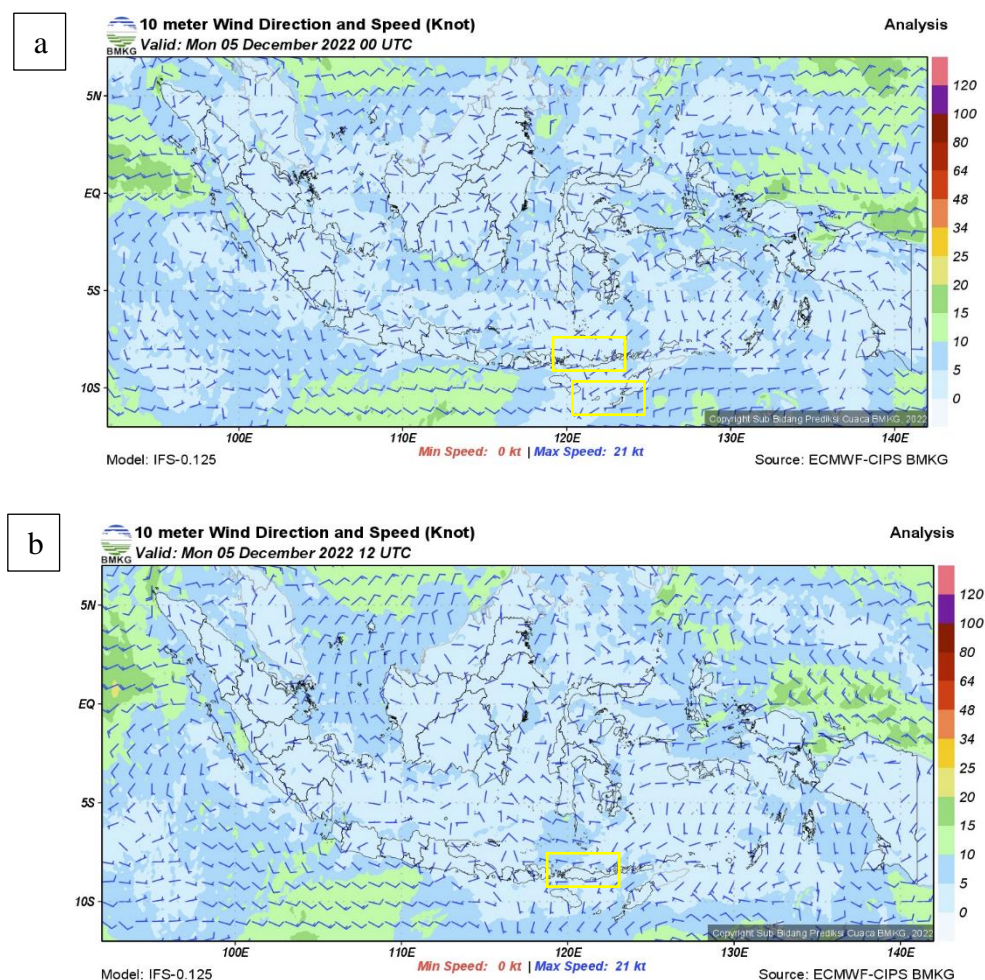 a
10 meter Wind Direction and Speed (Knot)
Analysis
BMKG
Valid: Mon 05 December 2022 00 UTC
120
100
80
64
48
34
25
20
15
10
5
0
5N
EQ
5S
10S
Copyright Sub Bidang Prediksi Cuaca BMKG, 2022
100E
110E
120E
130E
140E
Model: IFS-0.125
Min Speed: 0 kt | Max Speed: 21 kt
Source: ECMWF-CIPS BMKG
b
10 meter Wind Direction and Speed (Knot)
Analysis
BMKG
Valid: Mon 05 December 2022 12 UTC
120
100
80
64
48
34
25
20
15
10
5
0
5N
EQ
5S
10S
Copyright Sub Bidang Prediksi Cuaca BMKG, 2022
100E
110E
120E
130E
140E
Model: IFS-0.125
Min Speed: 0 kt | Max Speed: 21 kt
Source: ECMWF-CIPS BMKG